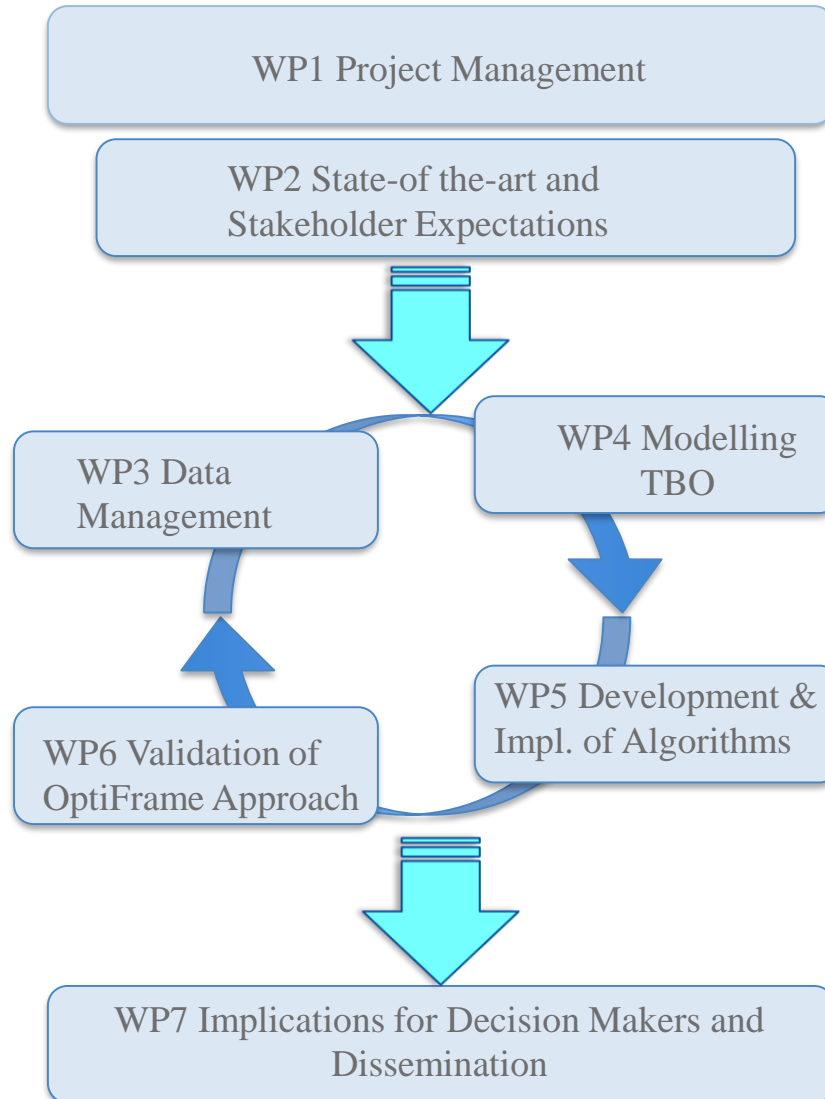 WP1 Project Management
WP2 State-of the-art and
Stakeholder Expectations
WP3 Data
Management
WP4 Modelling
TBO
WP5 Development &
Impl. of Algorithms
WP6 Validation of
OptiFrame Approach
WP7 Implications for Decision Makers and
Dissemination